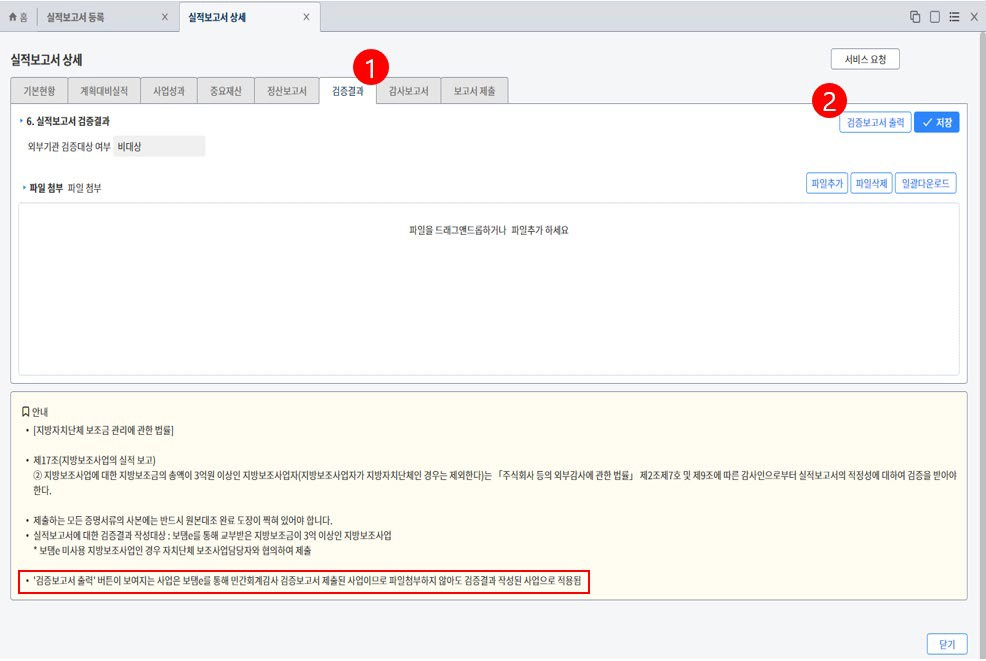 홈 실적보고서 등록 X 실적보고서 상세 X
실적보고서 상세
서비스 요청
1
기본현황 계획대비실적 사업성과 중요재산 정산보고서 검증결과 감사보고서 보고서 제출
2
6. 실적보고서 검증결과
검증보고서 출력 저장
외부기관 검증대상 여부 비대상
파일 첨부 파일 첨부
파일추가 파일삭제 일괄다운로드
파일을 드래그앤드롭하거나 파일추가 하세요
안내
• [지방자치단체 보조금 관리에 관한 법률]
• 제17조(지방보조사업의 실적 보고)
② 지방보조사업에 대한 지방보조금의 총액이 3억원 이상인 지방보조사업자(지방보조사업자가 지방자치단체인 경우는 제외한다)는 「주식회사 등의 외부감사에 관한 법률」 제2조제7호 및 제9조에 따른 감사인으로부터 실적보고서의 적정성에 대하여 검증을 받아야
한다.
• 제출하는 모든 증명서류의 사본에는 반드시 원본대조 완료 도장이 찍혀 있어야 합니다.
• 실적보고서에 대한 검증결과 작성대상 : 보탬e를 통해 교부받은 지방보조금이 3억 이상인 지방보조사업
* 보탬e 미사용 지방보조사업인 경우 자치단체 보조사업담당자와 협의하여 제출
• '검증보고서 출력' 버튼이 보여지는 사업은 보탬e를 통해 민간회계감사 검증보고서 제출된 사업이므로 파일첨부하지 않아도 검증결과 작성된 사업으로 적용됨
닫기